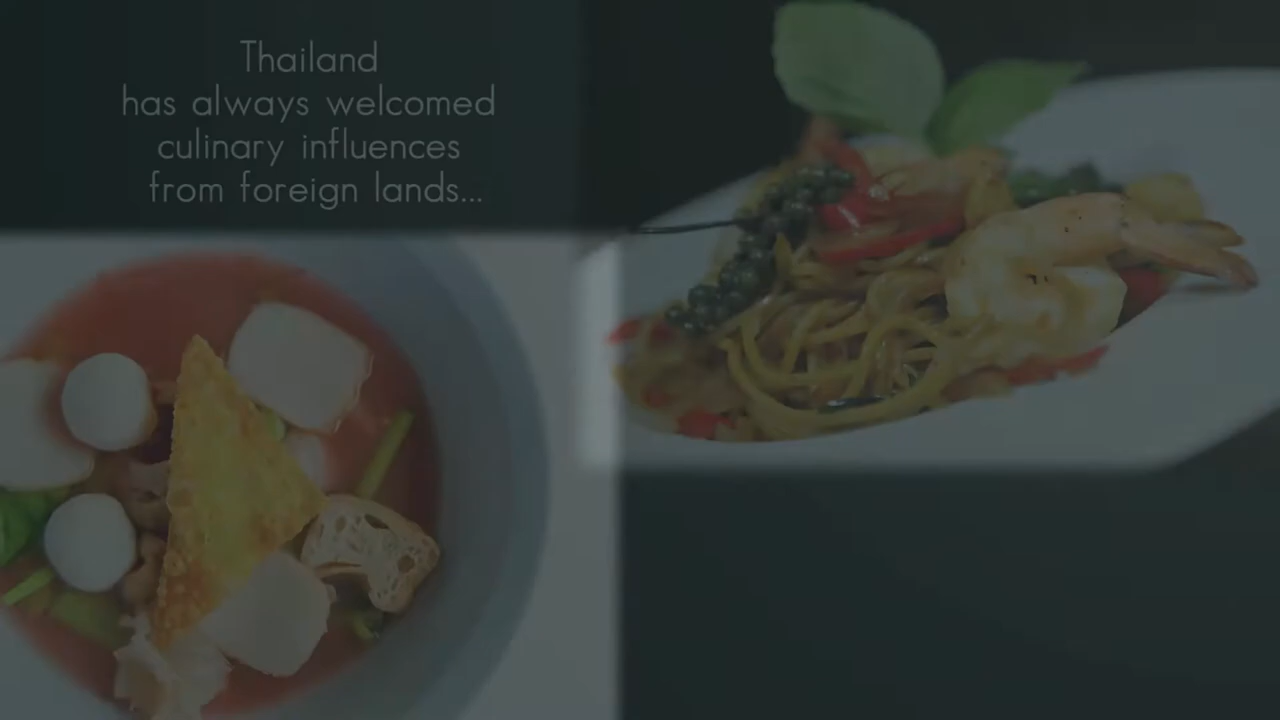 Thailand
has always welcomed
culinary influences
from foreign lands...